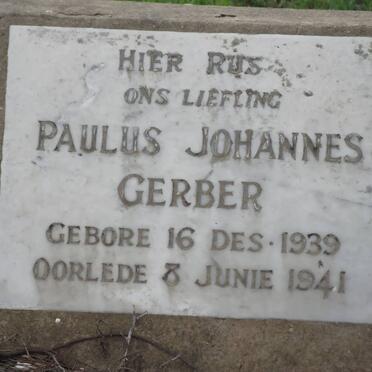 HIER RUS
ONS LIEFLING
PAULUS JOHANNES
GERBER
GEBORE 16 DES. 1939
OORLEDE 8 JUNIE 1941